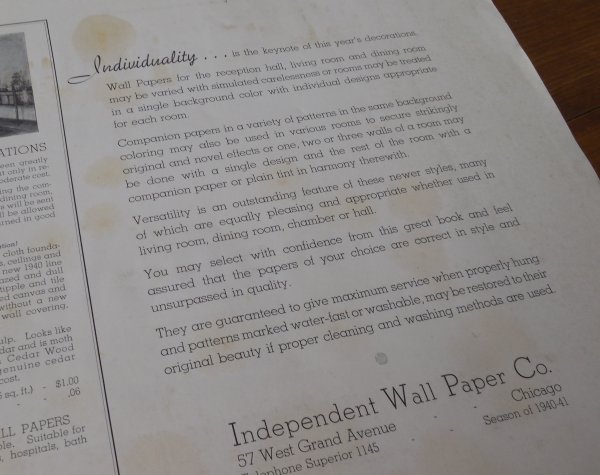 ATIONS
een greatly
ut only in re-
oderate cost.
ing the com-
dining room,
s will be sent
ll be allowed
rned in good
ation!
cloth founda-
s, ceilings and
new 1940 line
azed and dull
tipple and tile
ed canvas and
without a new
wall covering,
ulp. Looks like
dar and is moth
Cedar Wood
genuine cedar
cost.
sq. ft.) - $1.00
- .06
LL PAPERS
ble. Suitable for
s, hospitals, bath
Individuality . . . is the keynote of this year's decorations.
Wall Papers for the reception hall, living room and dining room
may be varied with simulated carelessness or rooms may be treated
in a single background color with individual designs appropriate
for each room.
Companion papers in a variety of patterns in the same background
coloring may also be used in various rooms to secure strikingly
original and novel effects or one, two or three walls of a room may
be done with a single design and the rest of the room with a
companion paper or plain tint in harmony therewith.
Versatility is an outstanding feature of these newer styles, many
of which are equally pleasing and appropriate whether used in
living room, dining room, chamber or hall.
You may select with confidence from this great book and feel
assured that the papers of your choice are correct in style and
unsurpassed in quality.
They are guaranteed to give maximum service when properly hung
and patterns marked water-fast or washable, may be restored to their
original beauty if proper cleaning and washing methods are used.
Independent Wall Paper Co.
57 West Grand Avenue - - Chicago
Telephone Superior 1145 - - Season of 1940-41